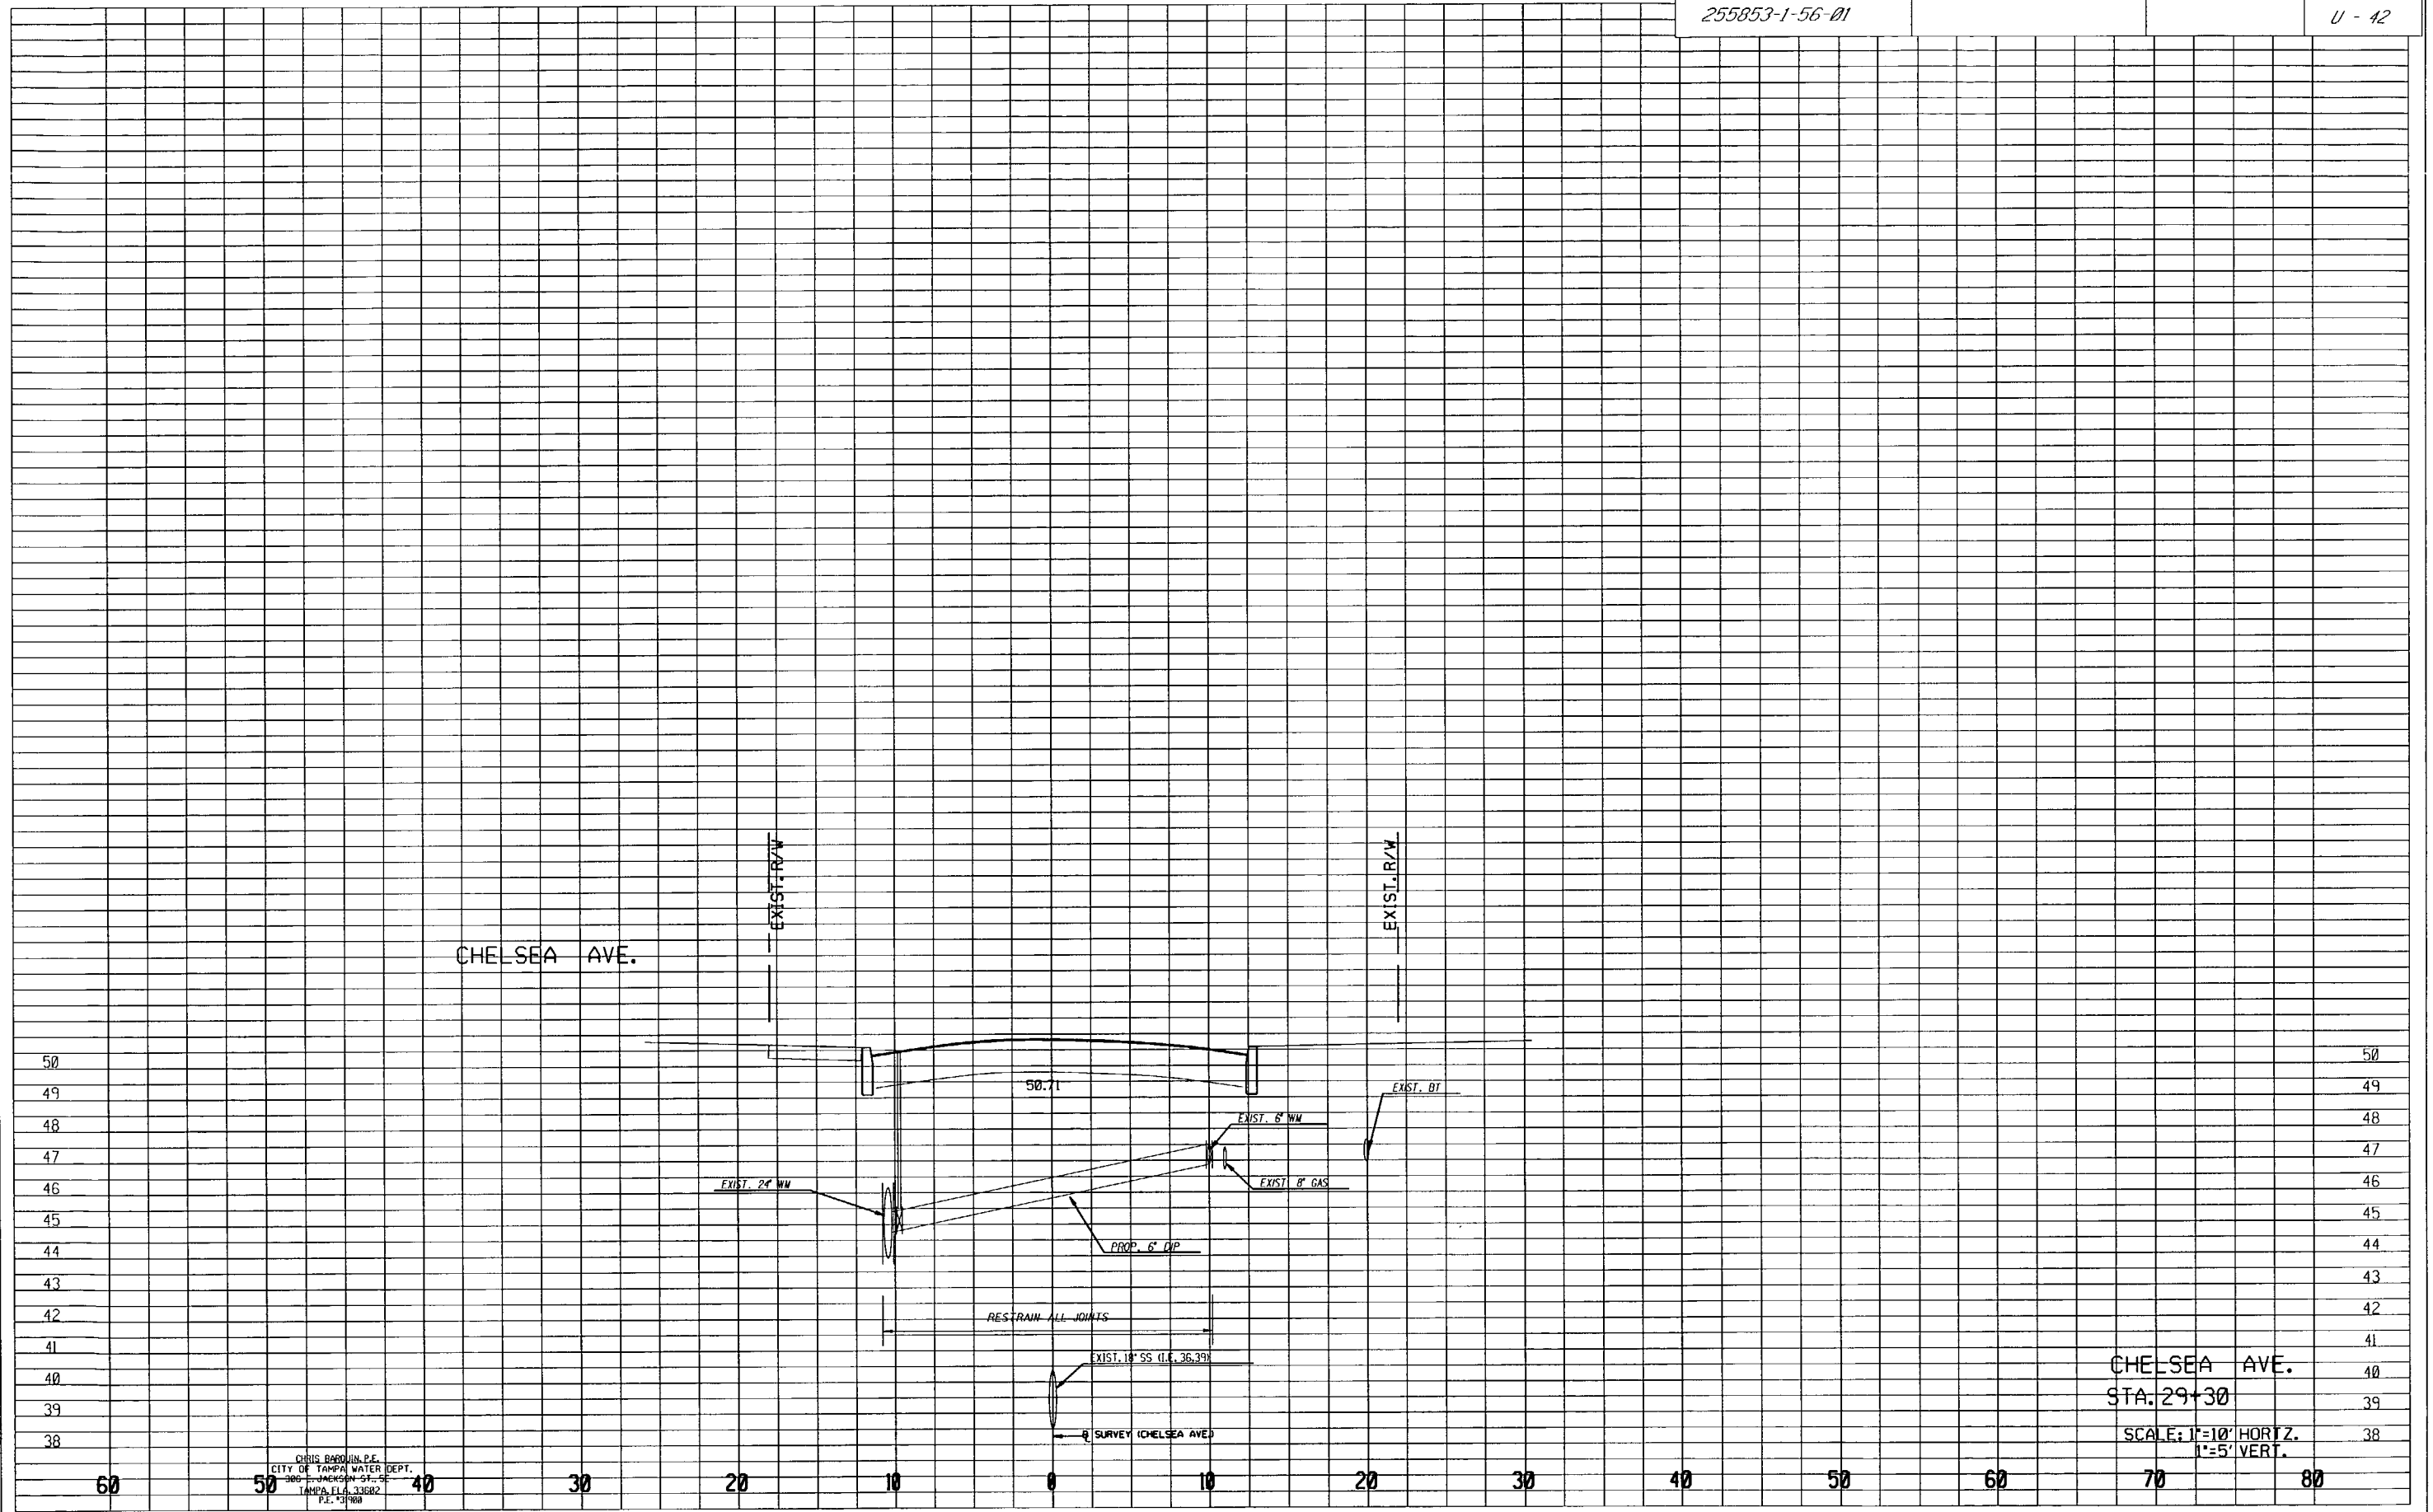 255853-1-56-01
U - 42
EXIST. R/W
EXIST. R/W
CHELSEA AVE.
50
50
50.71
49
EXIST. BT
49
EXIST. 6" WM
48
48
47
47
EXIST. 24" WM
EXIST 8" GAS
46
46
45
45
PROP. 6" DIP
44
44
43
43
RESTRAIN ALL JOINTS
42
42
41
41
EXIST. 18" SS (I.E. 36.39)
CHELSEA AVE.
40
40
STA. 29+30
39
39
℄ SURVEY (CHELSEA AVE.)
38
SCALE: 1"=10' HORTZ.
38
1"=5' VERT.
CHRIS BARQUIN, P.E.
CITY OF TAMPA WATER DEPT.
306 E. JACKSON ST., 5E
TAMPA, FLA. 33602
60
50
40
30
20
10
0
10
20
30
40
50
60
70
80